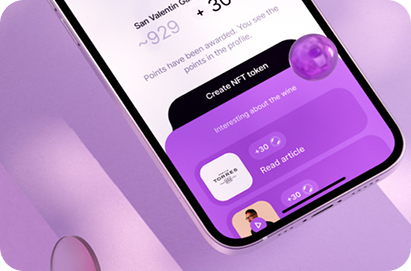 San Valentin Ga
~929
+ 30
Points have been awarded. You see the
points in the profile.
Create NFT token
Interesting about the wine
TORRES
+30
Read article
+30